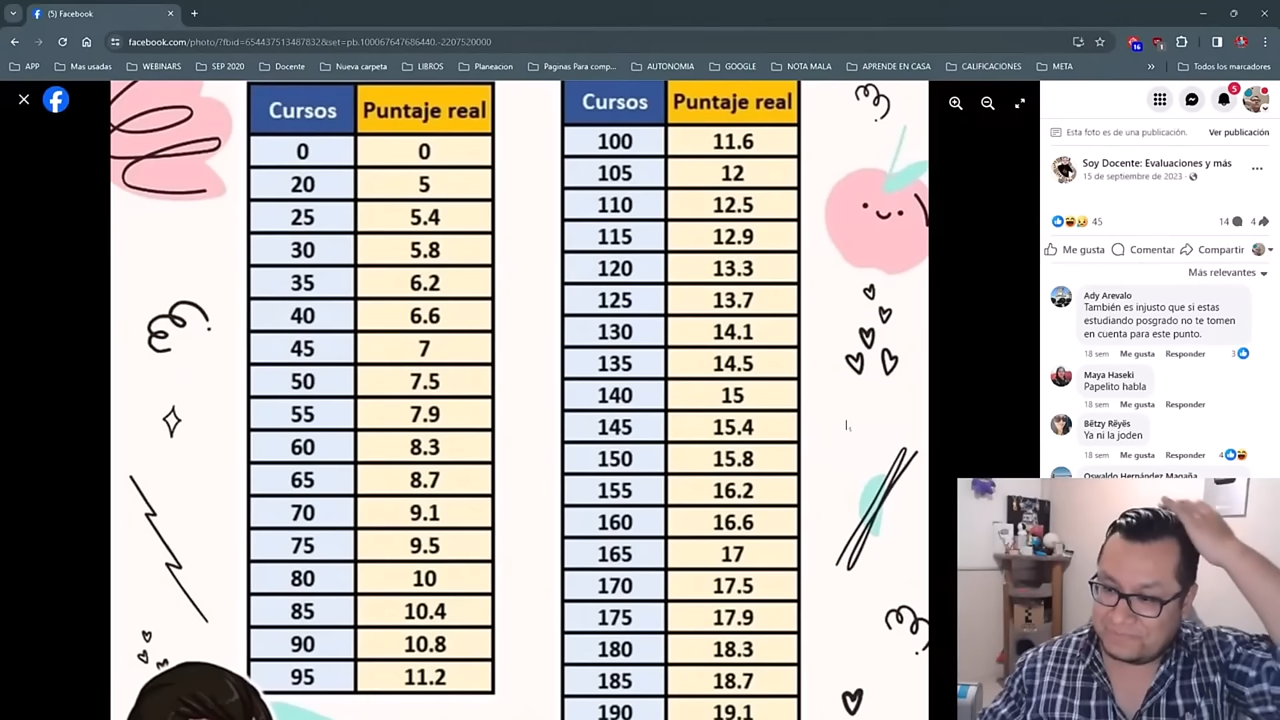 (5) Facebook
facebook.com/photo/?fbid=654437513487832&set=pb.100067647686440.-2207520000
16
1
APP
Mas usadas
WEBINARS
SEP 2020
Docente
Nueva carpeta
LIBROS
Planeacion
Paginas Para comp...
AUTONOMIA
GOOGLE
NOTA MALA
APRENDE EN CASA
CALIFICACIONES
META
»
Todos los marcadores
Cursos Puntaje real
0 0
20 5
25 5.4
30 5.8
35 6.2
40 6.6
45 7
50 7.5
55 7.9
60 8.3
65 8.7
70 9.1
75 9.5
80 10
85 10.4
90 10.8
95 11.2
Cursos Puntaje real
100 11.6
105 12
110 12.5
115 12.9
120 13.3
125 13.7
130 14.1
135 14.5
140 15
145 15.4
150 15.8
155 16.2
160 16.6
165 17
170 17.5
175 17.9
180 18.3
185 18.7
190 19.1
5
Esta foto es de una publicación. Ver publicación
Soy Docente: Evaluaciones y más
15 de septiembre de 2023 ·
45 14 4
Me gusta Comentar Compartir
Más relevantes
Ady Arevalo
También es injusto que si estas
estudiando posgrado no te tomen
en cuenta para este punto.
18 sem Me gusta Responder 3
Maya Haseki
Papelito habla
18 sem Me gusta Responder
Bëtzy Rëyës
Ya ni la joden
18 sem Me gusta Responder 4
Oswaldo Hernández Magaña